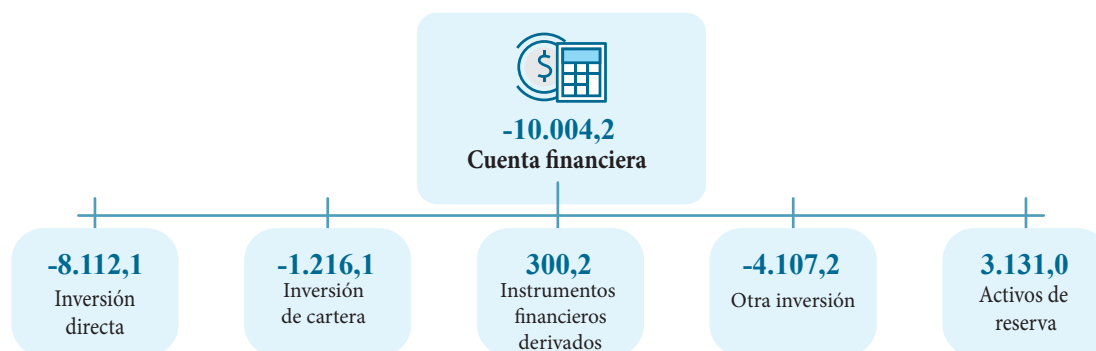 $
-10.004,2
Cuenta financiera
-8.112,1
Inversión
directa
-1.216,1
Inversión
de cartera
300,2
Instrumentos
financieros
derivados
-4.107,2
Otra inversión
3.131,0
Activos de
reserva